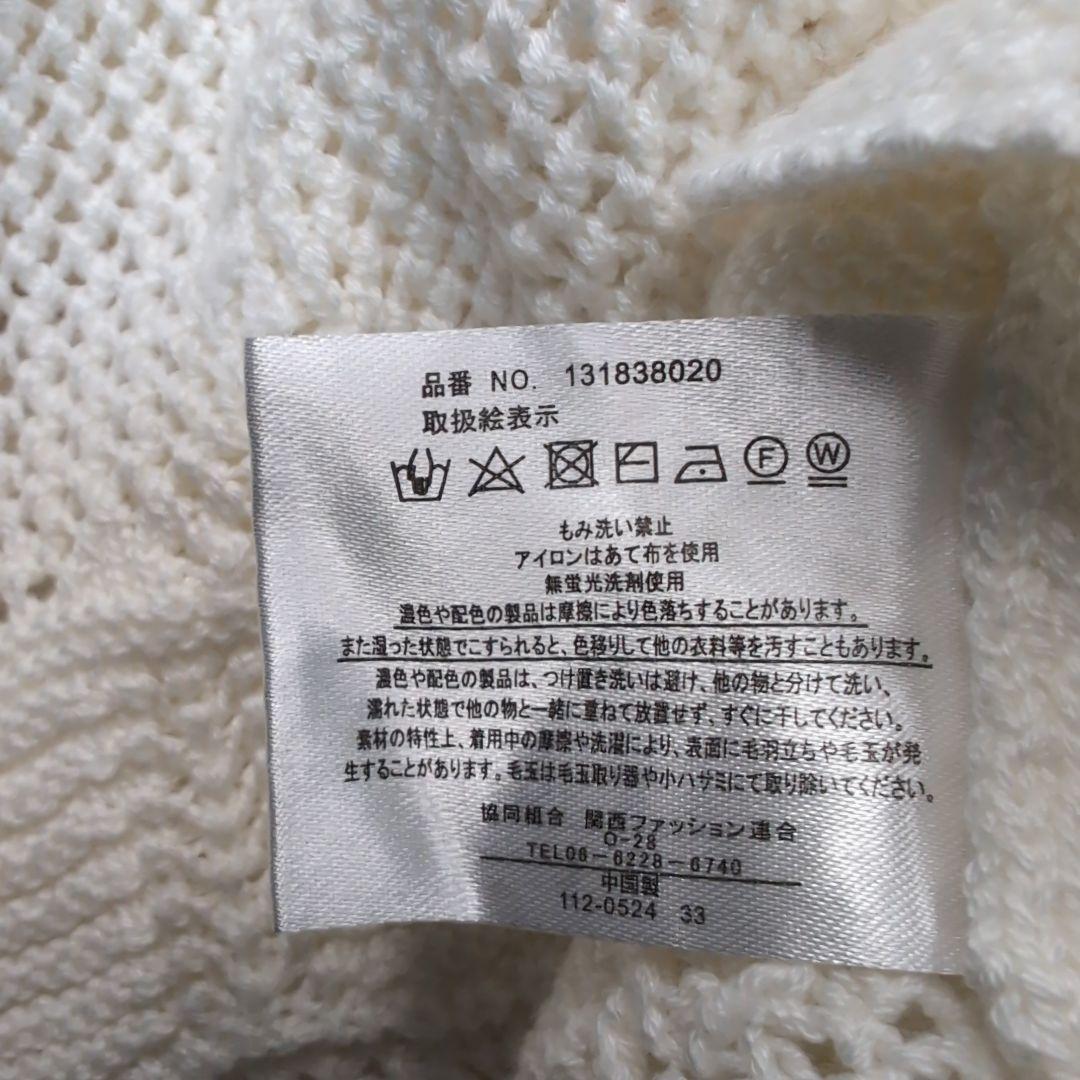 品番 NO. 131838020
取扱絵表示
F W
もみ洗い禁止
アイロンはあて布を使用
無蛍光洗剤使用
濃色や配色の製品は摩擦により色落ちすることがあります。
また湿った状態でこすられると、色移りして他の衣料等を汚すこともあります。
濃色や配色の製品は、つけ置き洗いは避け、他の物と分けて洗い、
濡れた状態で他の物と一緒に重ねて放置せず、すぐに干してください。
素材の特性上、着用中の摩擦や洗濯により、表面に毛羽立ちや毛玉が発
生することがあります。毛玉は毛玉取り器や小ハサミにて取り除いてください。
協同組合 関西ファッション連合
O-28
TEL06-6228-6740
中国製
112-0524 33